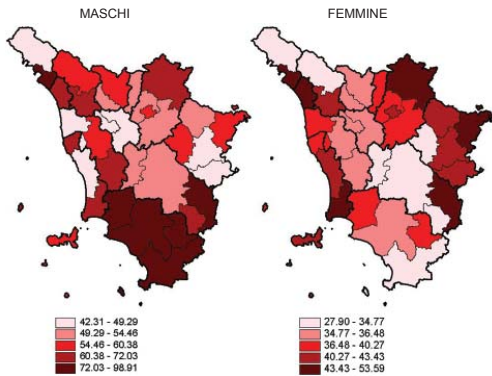 MASCHI
FEMMINE
42.31 - 49.29
49.29 - 54.46
54.46 - 60.38
60.38 - 72.03
72.03 - 98.91
27.90 - 34.77
34.77 - 36.48
36.48 - 40.27
40.27 - 43.43
43.43 - 53.59